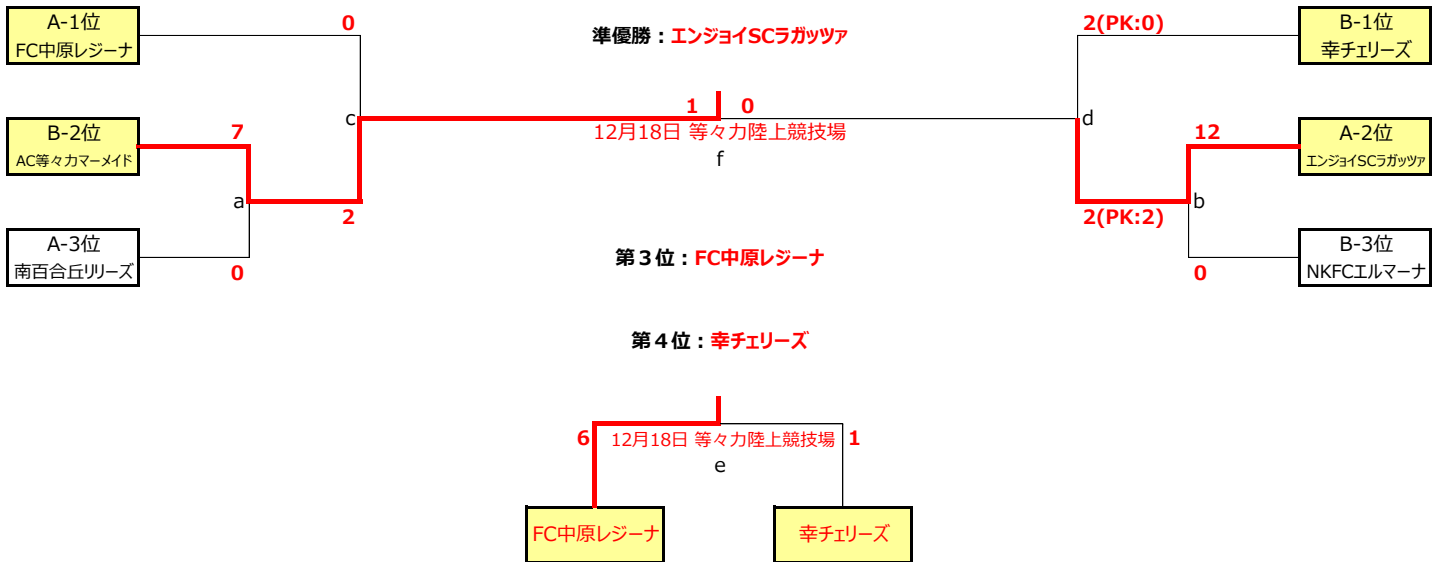 A-1位
FC中原レジーナ
0
準優勝：エンジョイSCラガッツァ
2(PK:0)
B-1位
幸チェリーズ
1 0
c
12月18日 等々力陸上競技場
d
f
B-2位
AC等々力マーメイド
7
12
A-2位
エンジョイSCラガッツァ
a
2
2(PK:2)
b
A-3位
南百合丘リリーズ
0
第３位：FC中原レジーナ
0
B-3位
NKFCエルマーナ
第４位：幸チェリーズ
6
12月18日 等々力陸上競技場
1
e
FC中原レジーナ
幸チェリーズ